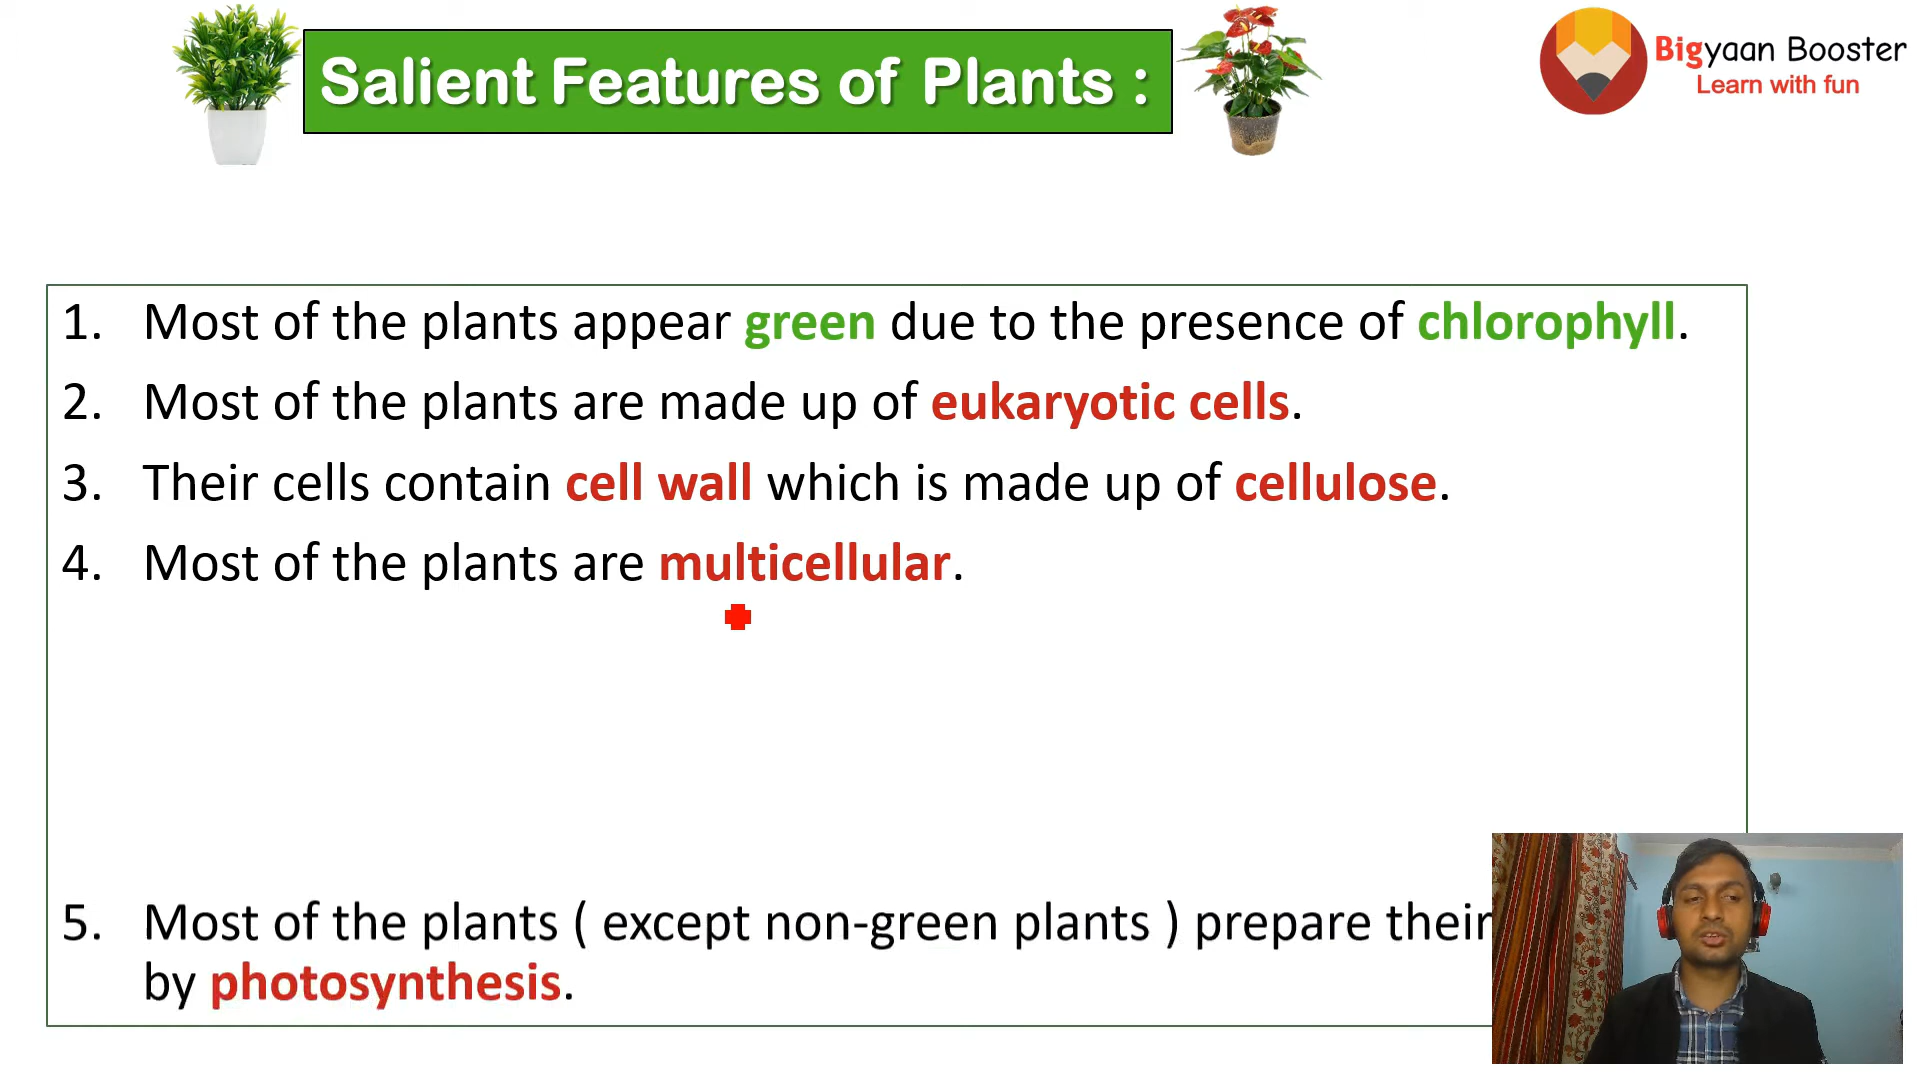 Salient Features of Plants :
Bigyaan Booster
Learn with fun
1. Most of the plants appear green due to the presence of chlorophyll.
2. Most of the plants are made up of eukaryotic cells.
3. Their cells contain cell wall which is made up of cellulose.
4. Most of the plants are multicellular.
5. Most of the plants ( except non-green plants ) prepare their
by photosynthesis.